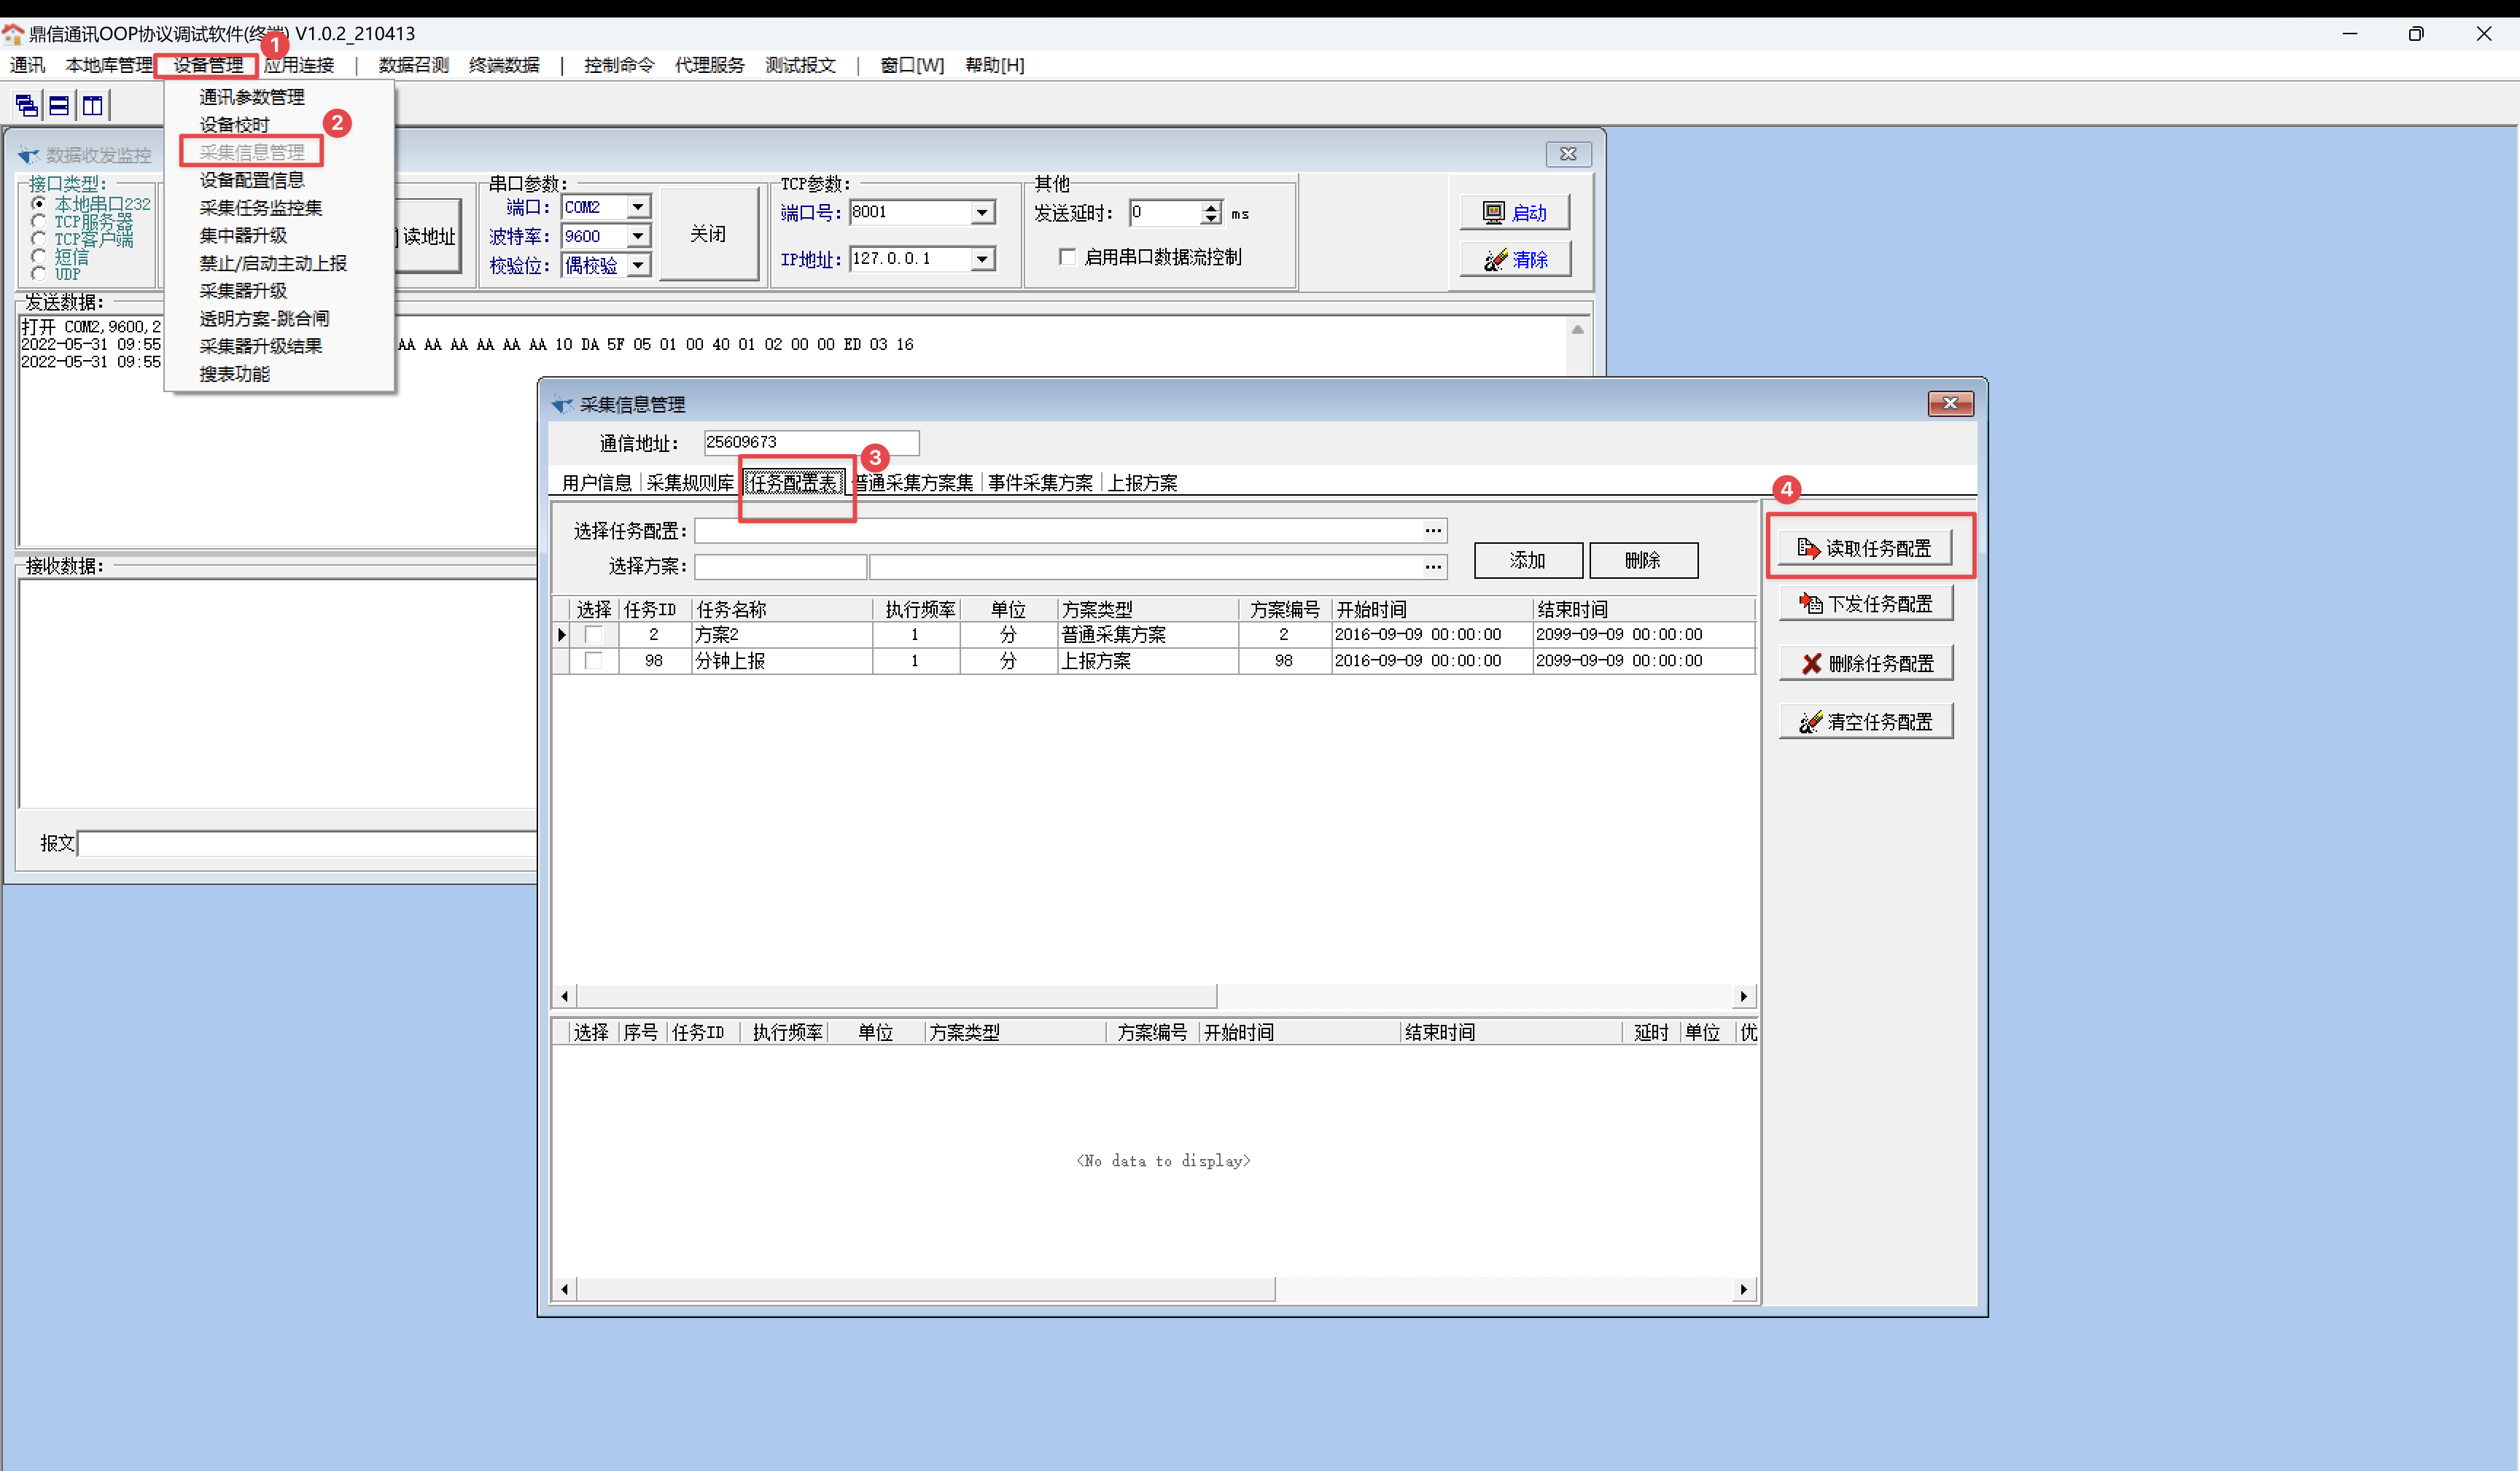 鼎信通讯OOP协议调试软件(终端) V1.0.2_210413
1
通讯 本地库管理 设备管理 应用连接 | 数据召测 终端数据 | 控制命令 代理服务 测试报文 | 窗口[W] 帮助[H]
通讯参数管理
设备校时
2
采集信息管理
设备配置信息
采集任务监控集
集中器升级
禁止/启动主动上报
采集器升级
透明方案-跳合闸
采集器升级结果
搜表功能
数据收发监控
接口类型:
本地串口232
TCP服务器
TCP客户端
短信
UDP
读地址
串口参数:
端口: COM2
波特率: 9600
校验位: 偶校验
关闭
TCP参数:
端口号: 8001
IP地址: 127.0.0.1
其他
发送延时: 0 ms
启用串口数据流控制
启动
清除
发送数据:
打开 COM2,9600,2
2022-05-31 09:55 AA AA AA AA AA AA 10 DA 5F 05 01 00 40 01 02 00 00 ED 03 16
2022-05-31 09:55
接收数据:
报文
采集信息管理
通信地址: 25609673
3
用户信息 采集规则库 任务配置表 普通采集方案集 事件采集方案 上报方案
4
选择任务配置: ...
选择方案: ...
添加 删除
读取任务配置
下发任务配置
删除任务配置
清空任务配置
选择 任务ID 任务名称 执行频率 单位 方案类型 方案编号 开始时间 结束时间
2 方案2 1 分 普通采集方案 2 2016-09-09 00:00:00 2099-09-09 00:00:00
98 分钟上报 1 分 上报方案 98 2016-09-09 00:00:00 2099-09-09 00:00:00
选择 序号 任务ID 执行频率 单位 方案类型 方案编号 开始时间 结束时间 延时 单位 优
<No data to display>